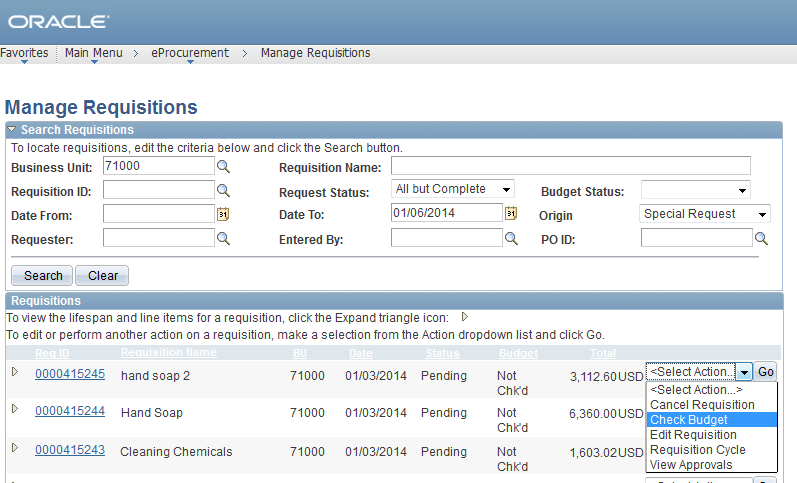 ORACLE
Favorites Main Menu > eProcurement > Manage Requisitions
Manage Requisitions
Search Requisitions
To locate requisitions, edit the criteria below and click the Search button.
Business Unit: 71000 Requisition Name:
Requisition ID: Request Status: All but Complete Budget Status:
Date From: 31 Date To: 01/06/2014 31 Origin Special Request
Requester: Entered By: PO ID:
Search Clear
Requisitions
To view the lifespan and line items for a requisition, click the Expand triangle icon:
To edit or perform another action on a requisition, make a selection from the Action dropdown list and click Go.
Req ID Requisition Name BU Date Status Budget Total
0000415245 hand soap 2 71000 01/03/2014 Pending Not Chk'd 3,112.60 USD <Select Action... Go
<Select Action...>
Cancel Requisition
Check Budget
Edit Requisition
Requisition Cycle
View Approvals
0000415244 Hand Soap 71000 01/03/2014 Pending Not Chk'd 6,360.00 USD
0000415243 Cleaning Chemicals 71000 01/03/2014 Pending Not Chk'd 1,603.02 USD